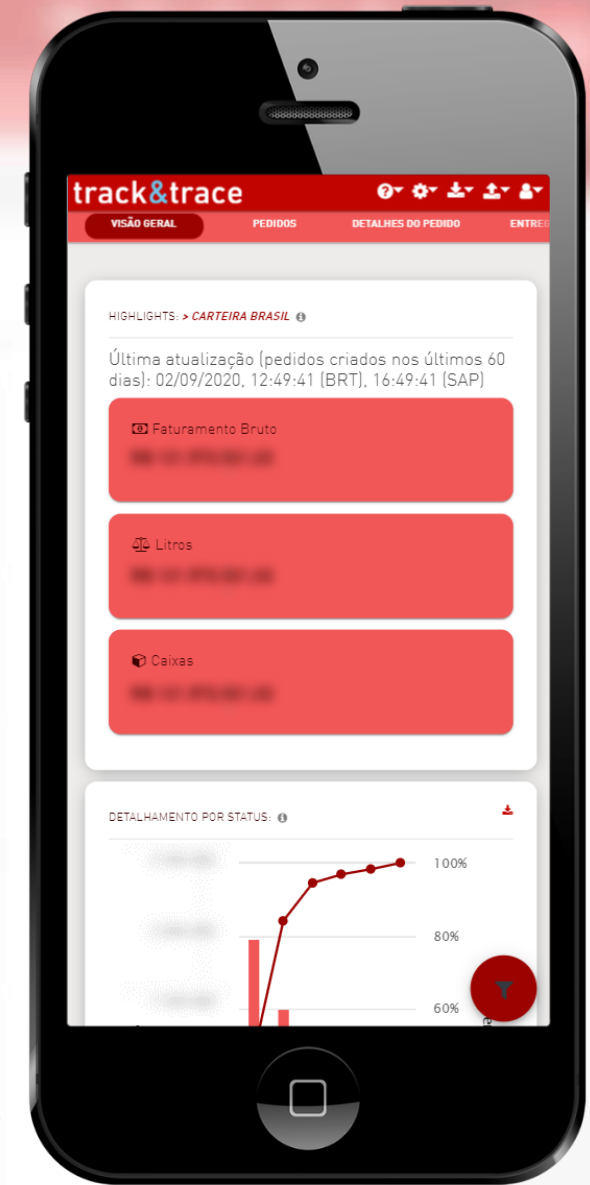 track&trace
VISÃO GERAL PEDIDOS DETALHES DO PEDIDO ENTREG
HIGHLIGHTS: > CARTEIRA BRASIL
Última atualização (pedidos criados nos últimos 60
dias): 02/09/2020, 12:49:41 (BRT), 16:49:41 (SAP)
Faturamento Bruto
Litros
Caixas
DETALHAMENTO POR STATUS:
100%
80%
60%